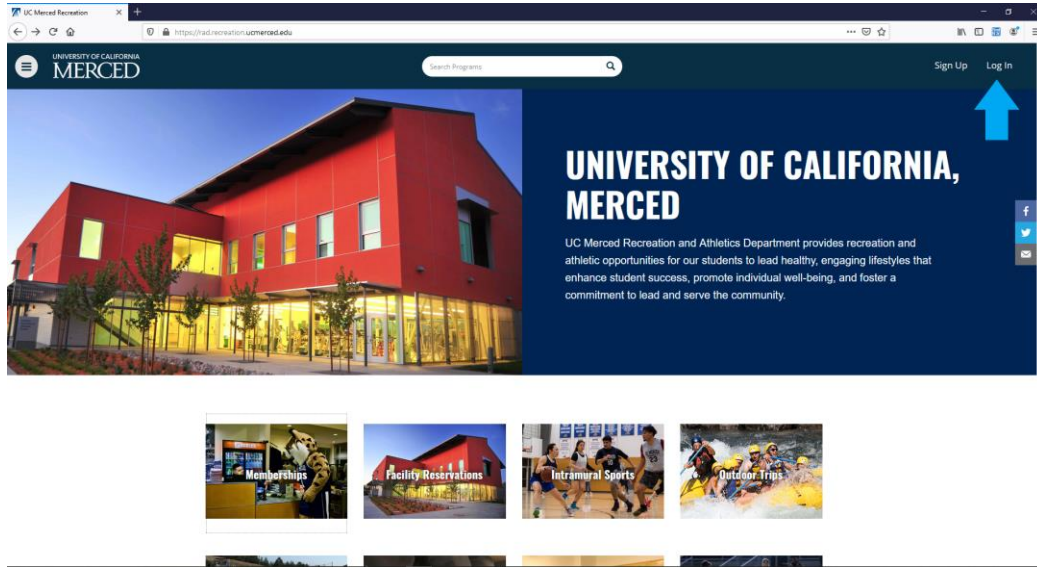 UC Merced Recreation
https://rad.recreation.ucmerced.edu
UNIVERSITY OF CALIFORNIA
MERCED
Search Programs
Sign Up
Log In
UNIVERSITY OF CALIFORNIA,
MERCED
UC Merced Recreation and Athletics Department provides recreation and
athletic opportunities for our students to lead healthy, engaging lifestyles that
enhance student success, promote individual well-being, and foster a
commitment to lead and serve the community.
Memberships
Facility Reservations
Intramural Sports
Outdoor Trips